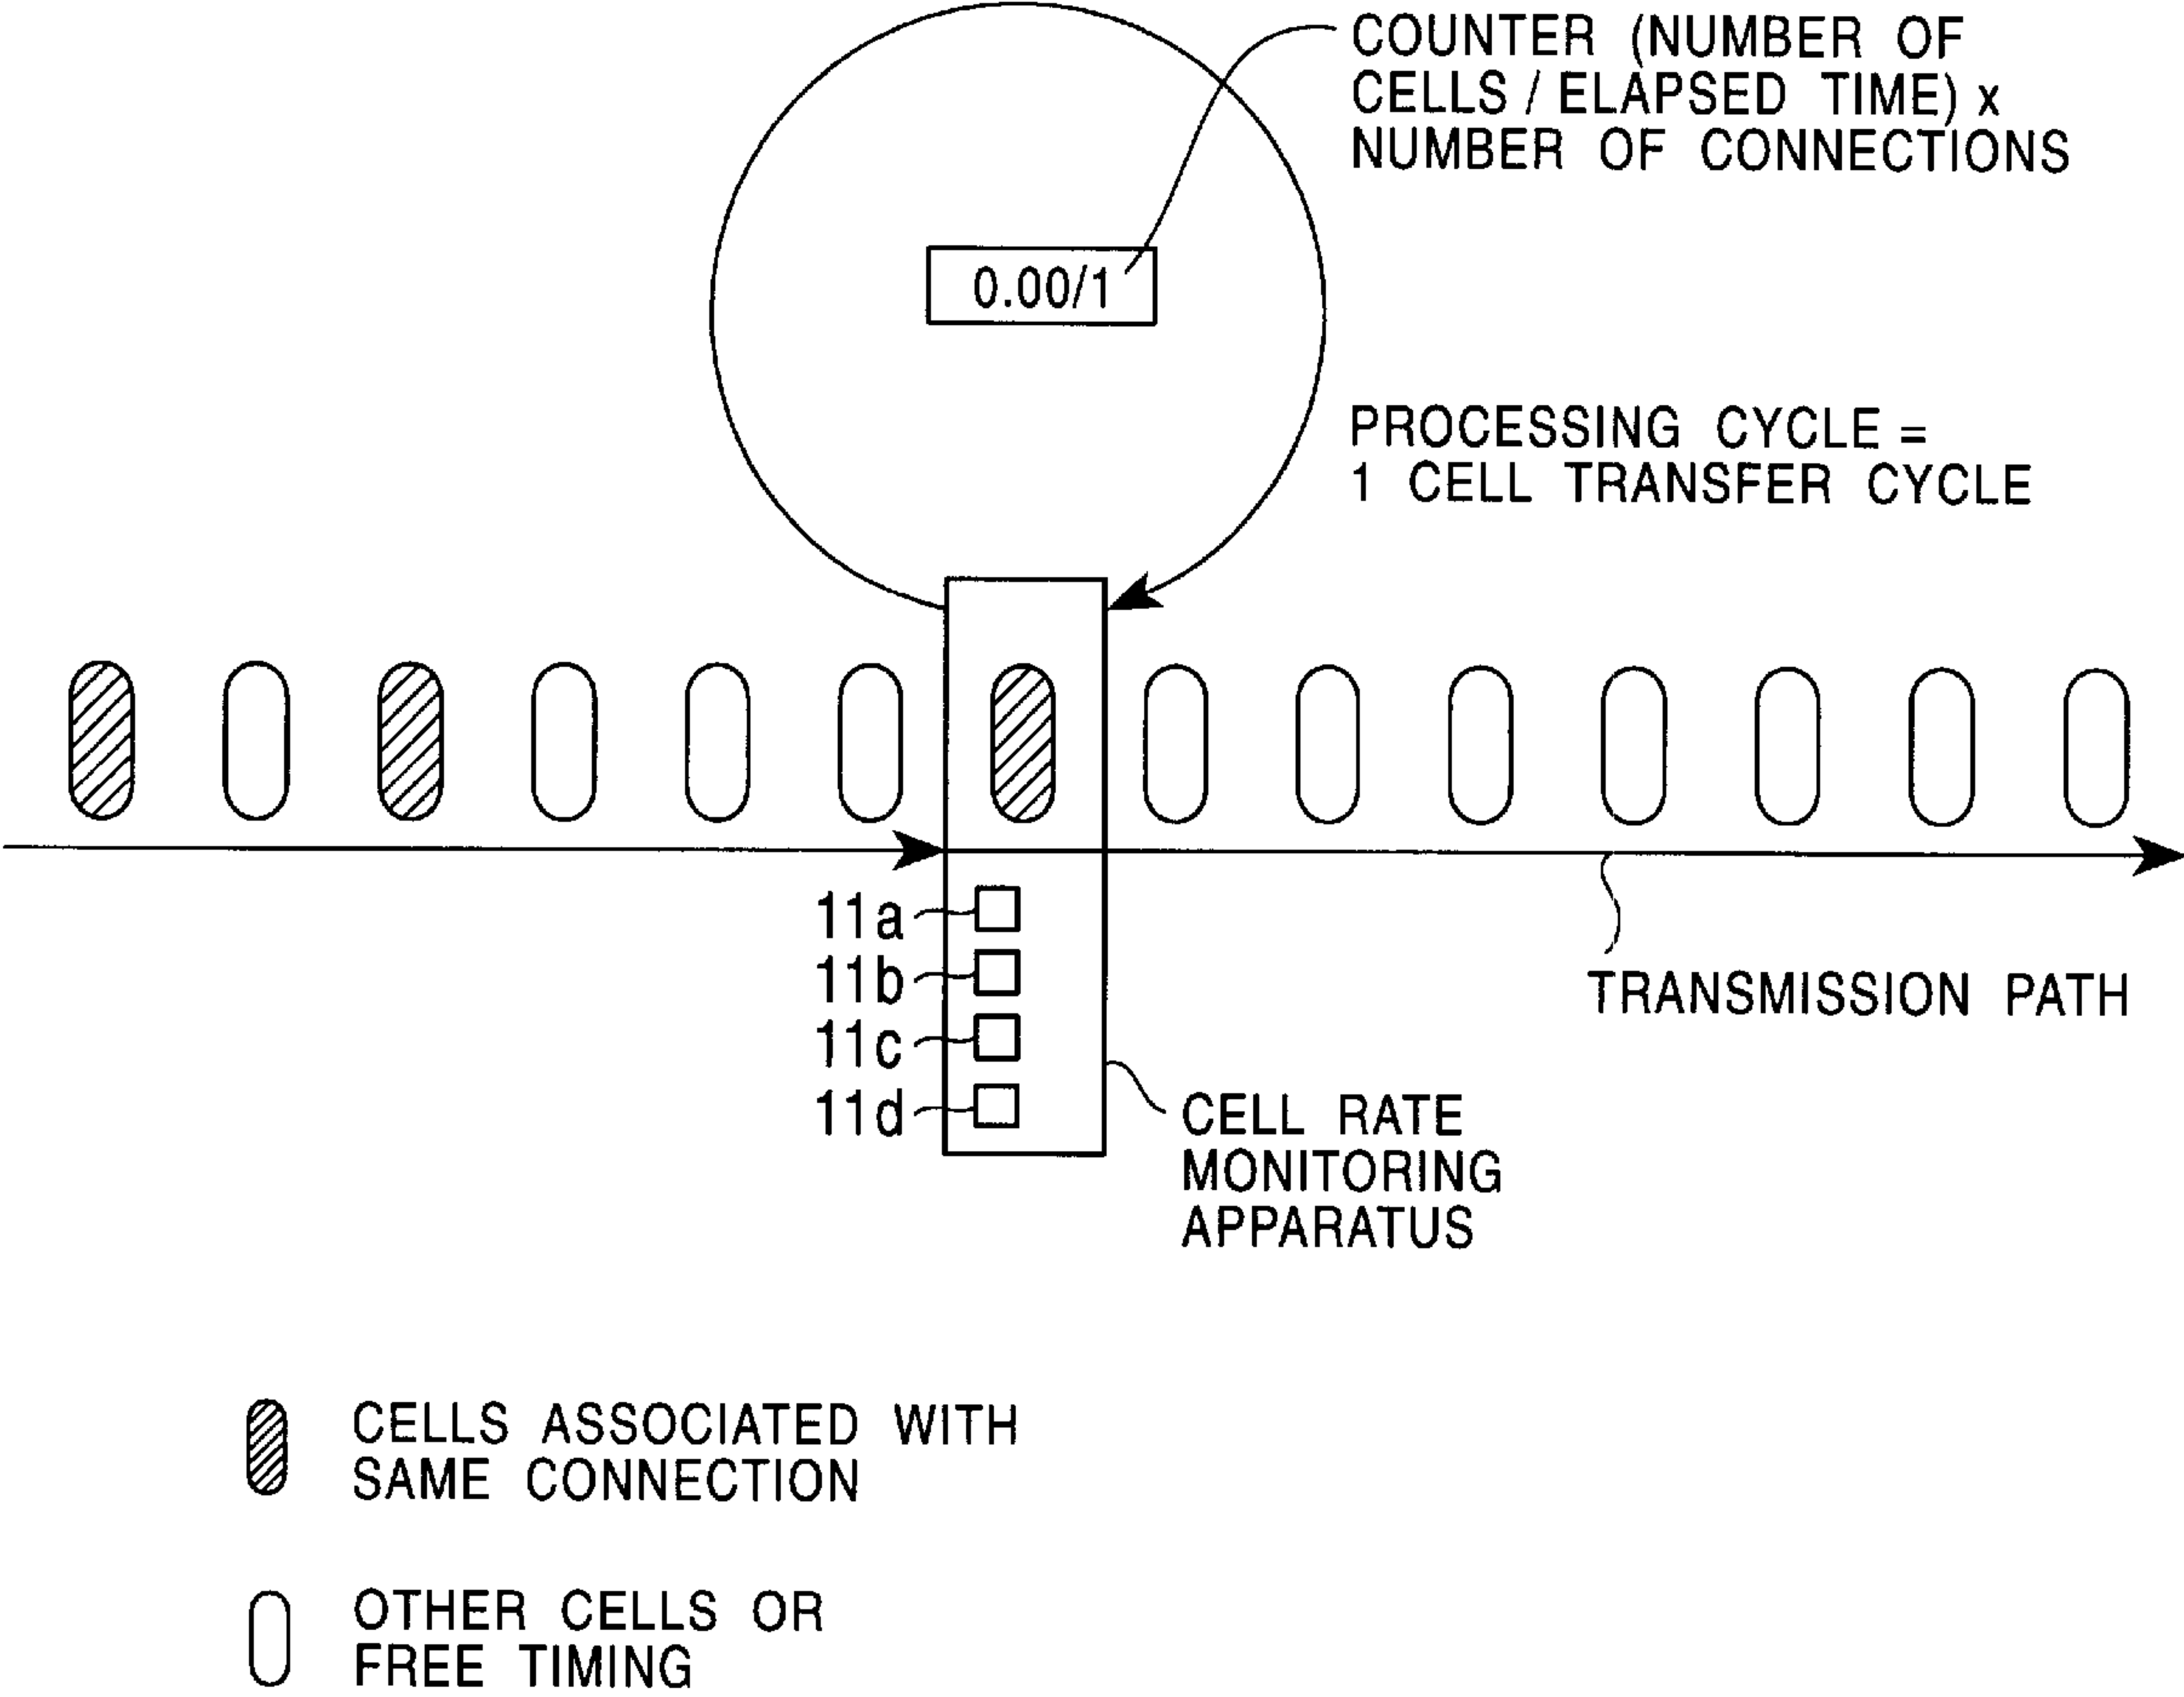 COUNTER (NUMBER OF
CELLS / ELAPSED TIME) x
NUMBER OF CONNECTIONS
0.00/1
PROCESSING CYCLE =
1 CELL TRANSFER CYCLE
11a
11b
11c
11d
TRANSMISSION PATH
CELL RATE
MONITORING
APPARATUS
CELLS ASSOCIATED WITH
SAME CONNECTION
OTHER CELLS OR
FREE TIMING